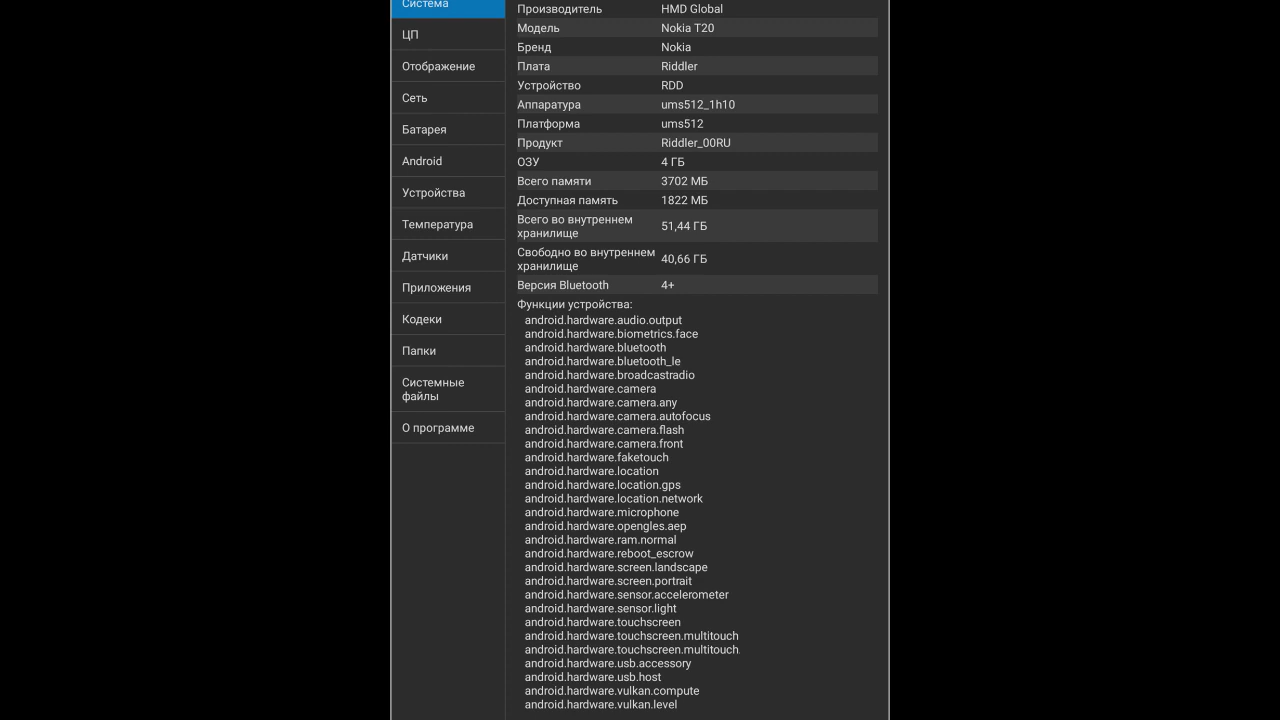 Система
ЦП
Отображение
Сеть
Батарея
Android
Устройства
Температура
Датчики
Приложения
Кодеки
Папки
Системные
файлы
О программе
Производитель HMD Global
Модель Nokia T20
Бренд Nokia
Плата Riddler
Устройство RDD
Аппаратура ums512_1h10
Платформа ums512
Продукт Riddler_00RU
ОЗУ 4 ГБ
Всего памяти 3702 МБ
Доступная память 1822 МБ
Всего во внутреннем
хранилище 51,44 ГБ
Свободно во внутреннем
хранилище 40,66 ГБ
Версия Bluetooth 4+
Функции устройства:
android.hardware.audio.output
android.hardware.biometrics.face
android.hardware.bluetooth
android.hardware.bluetooth_le
android.hardware.broadcastradio
android.hardware.camera
android.hardware.camera.any
android.hardware.camera.autofocus
android.hardware.camera.flash
android.hardware.camera.front
android.hardware.faketouch
android.hardware.location
android.hardware.location.gps
android.hardware.location.network
android.hardware.microphone
android.hardware.opengles.aep
android.hardware.ram.normal
android.hardware.reboot_escrow
android.hardware.screen.landscape
android.hardware.screen.portrait
android.hardware.sensor.accelerometer
android.hardware.sensor.light
android.hardware.touchscreen
android.hardware.touchscreen.multitouch
android.hardware.touchscreen.multitouch.
android.hardware.usb.accessory
android.hardware.usb.host
android.hardware.vulkan.compute
android.hardware.vulkan.level